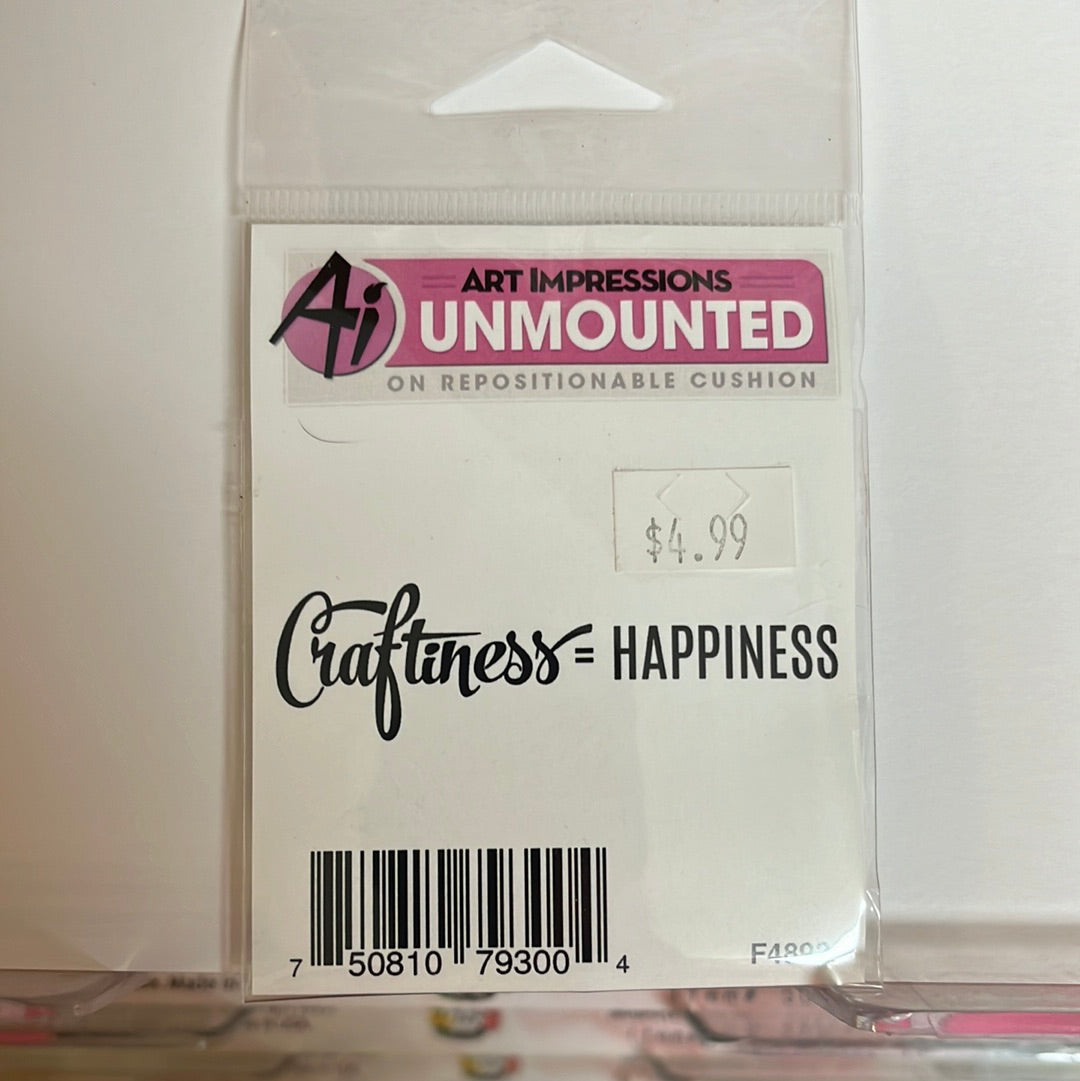 Ai
ART IMPRESSIONS
UNMOUNTED
ON REPOSITIONABLE CUSHION
$4.99
Craftiness = HAPPINESS
7 50810 79300 4